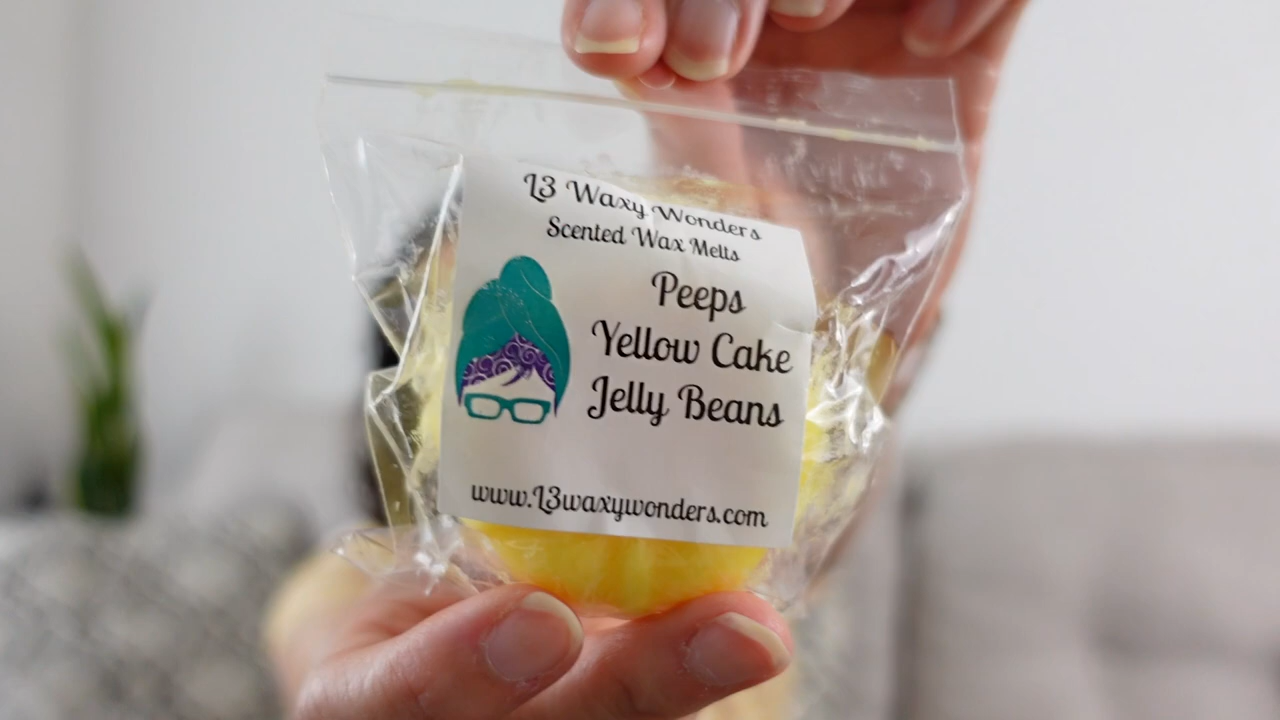 L3 Waxy Wonders
Scented Wax Melts
Peeps
Yellow Cake
Jelly Beans
www.L3waxywonders.com